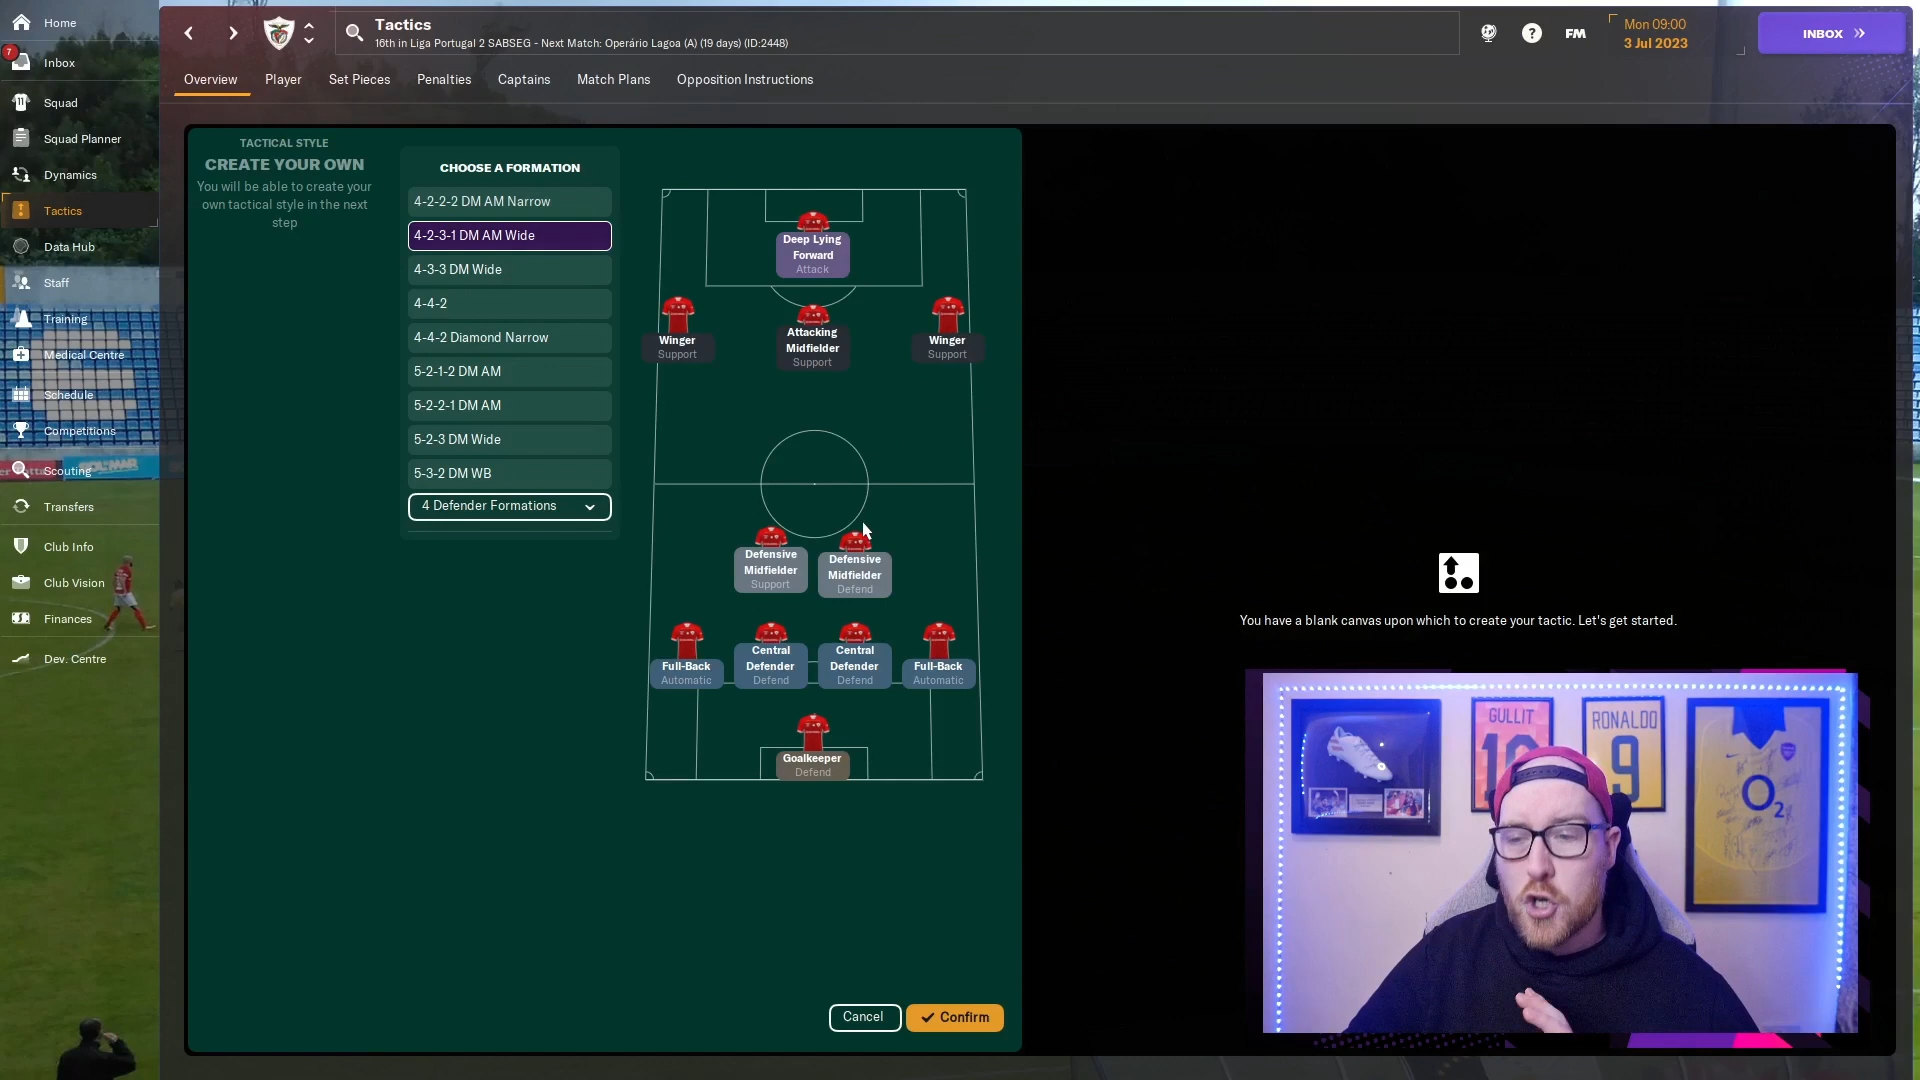 Home
7
Inbox
Squad
Squad Planner
Dynamics
Tactics
Data Hub
Staff
Training
Medical Centre
Schedule
Competitions
Scouting
Transfers
Club Info
Club Vision
Finances
Dev. Centre
Tactics
16th in Liga Portugal 2 SABSEG - Next Match: Operário Lagoa (A) (19 days) (ID:2448)
?
FM
Mon 09:00
3 Jul 2023
INBOX
Overview
Player
Set Pieces
Penalties
Captains
Match Plans
Opposition Instructions
TACTICAL STYLE
CREATE YOUR OWN
You will be able to create your
own tactical style in the next
step
CHOOSE A FORMATION
4-2-2-2 DM AM Narrow
4-2-3-1 DM AM Wide
4-3-3 DM Wide
4-4-2
4-4-2 Diamond Narrow
5-2-1-2 DM AM
5-2-2-1 DM AM
5-2-3 DM Wide
5-3-2 DM WB
4 Defender Formations
Deep Lying
Forward
Attack
Winger
Support
Attacking
Midfielder
Support
Winger
Support
Defensive
Midfielder
Support
Defensive
Midfielder
Defend
Full-Back
Automatic
Central
Defender
Defend
Central
Defender
Defend
Full-Back
Automatic
Goalkeeper
Defend
Cancel
Confirm
You have a blank canvas upon which to create your tactic. Let's get started.
GULLIT
10
RONALDO
9
O2